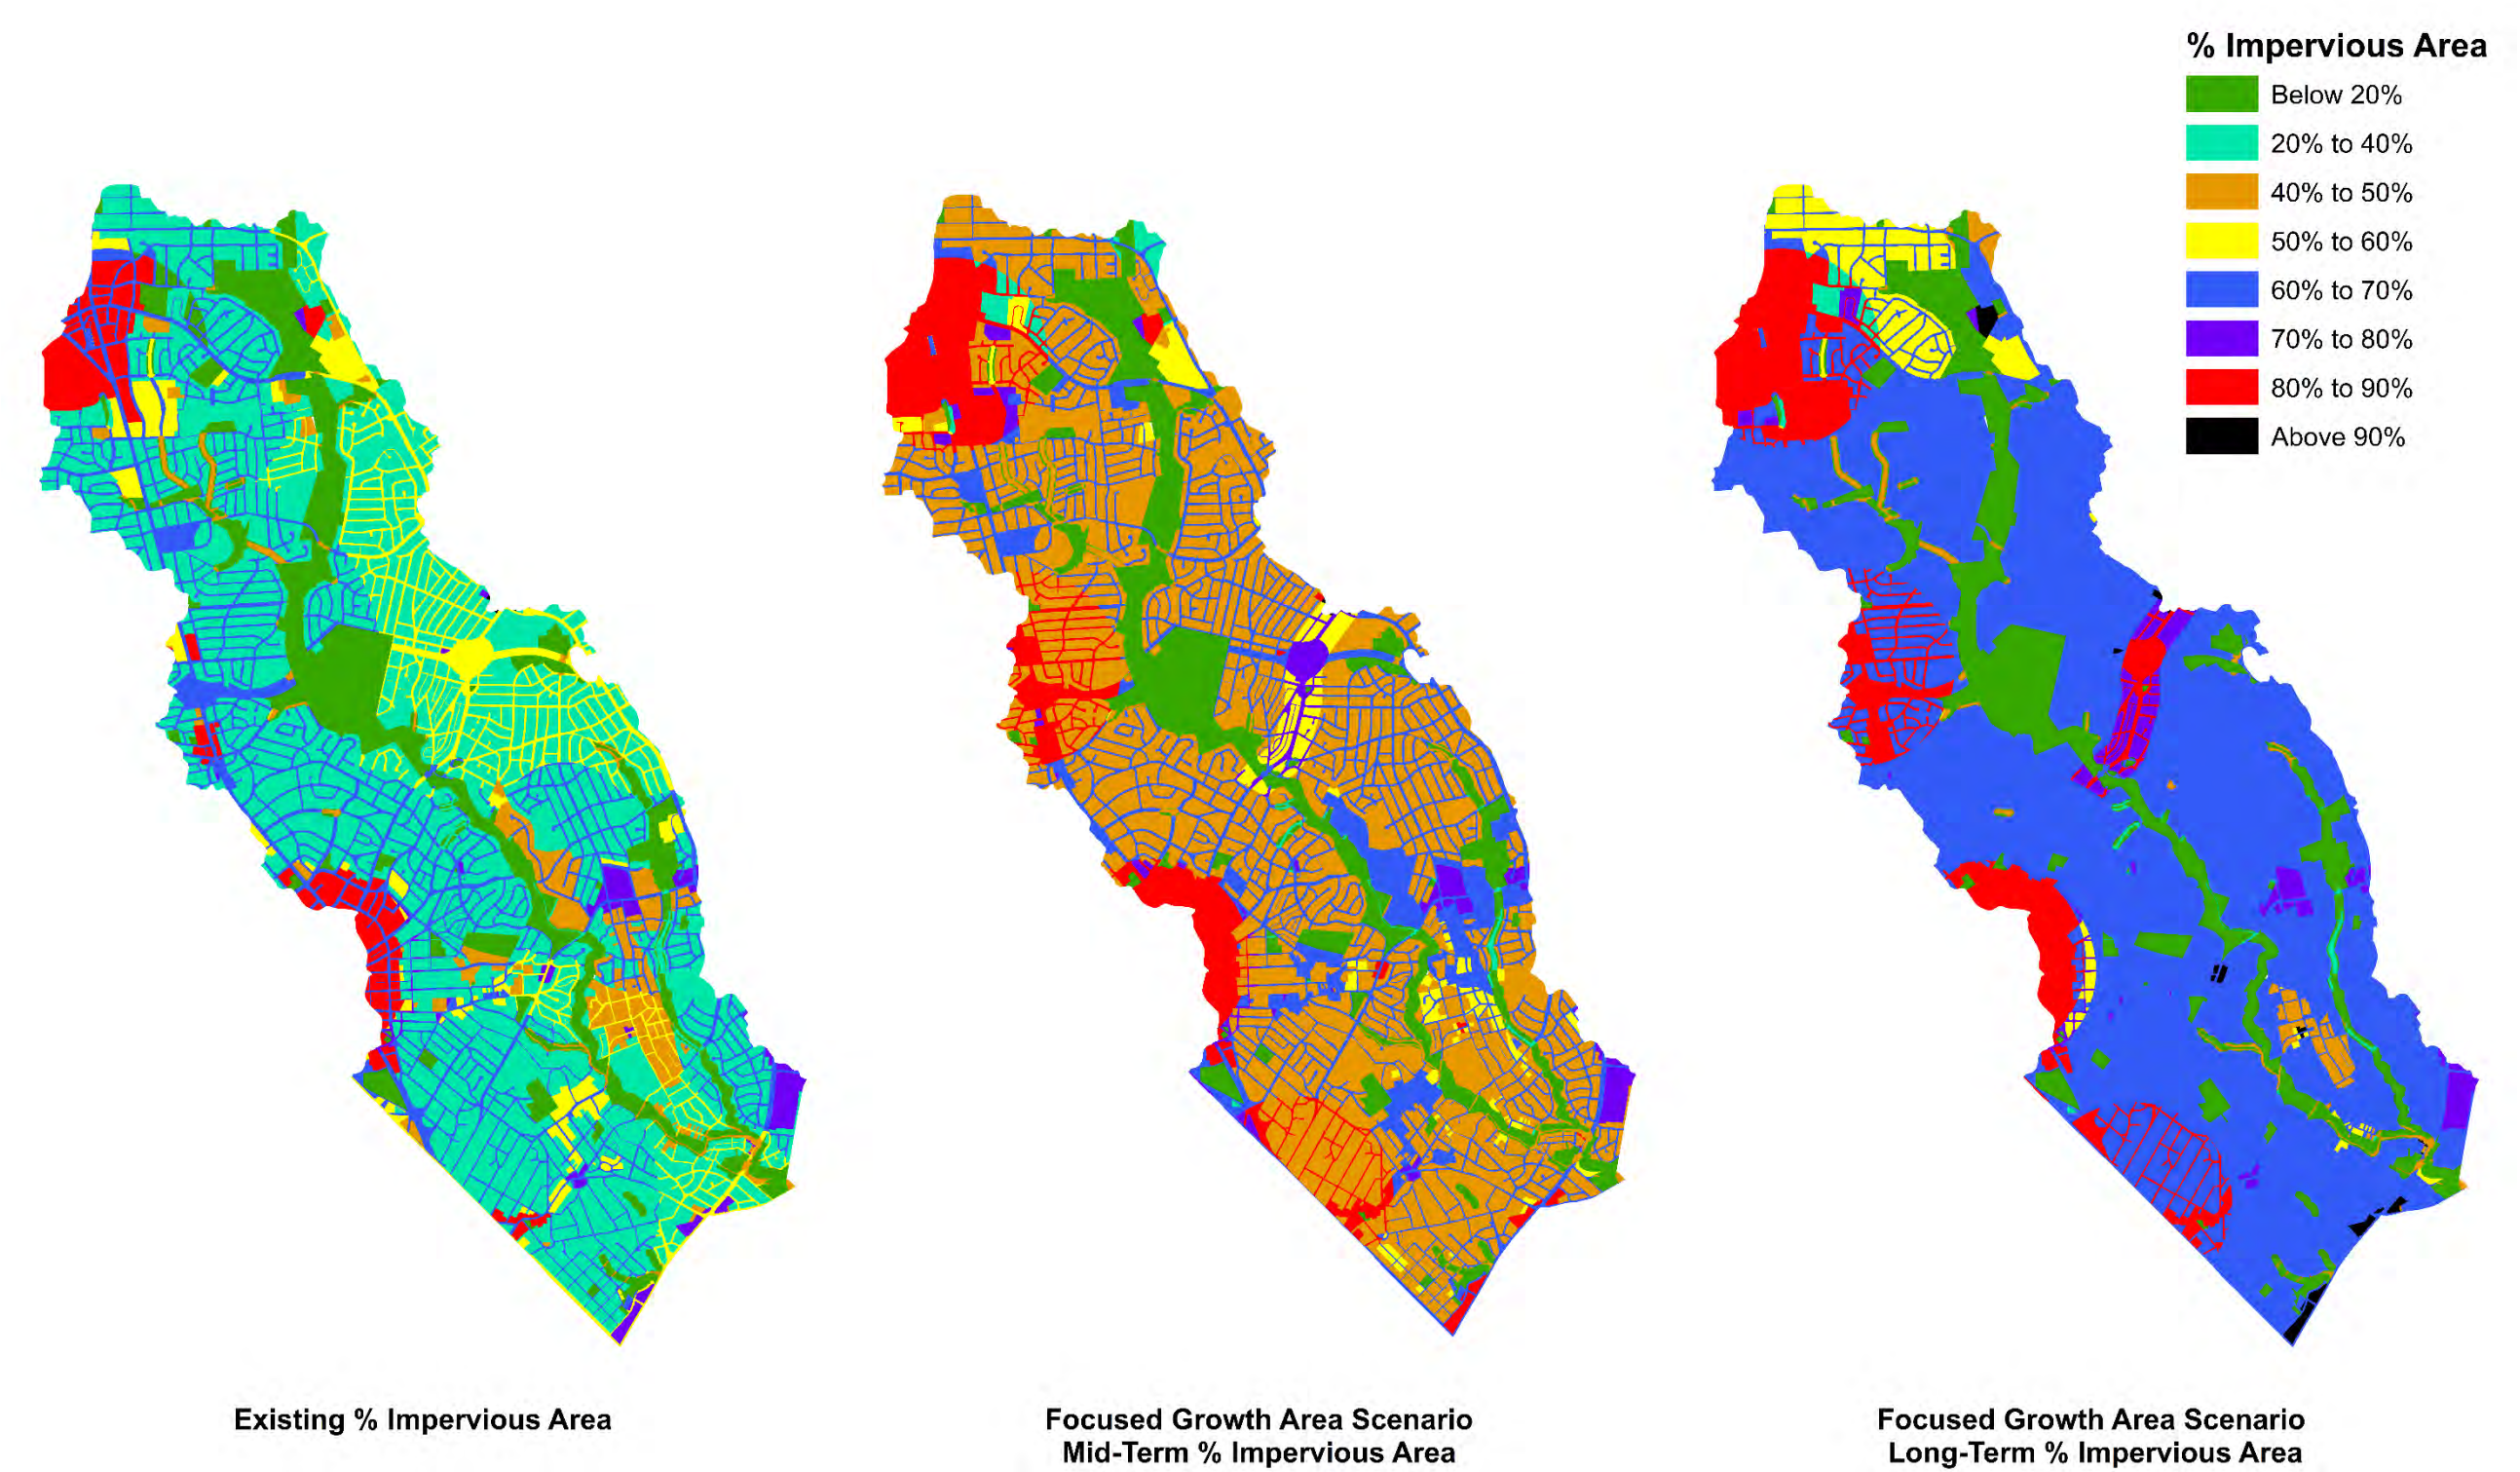 % Impervious Area
Below 20%
20% to 40%
40% to 50%
50% to 60%
60% to 70%
70% to 80%
80% to 90%
Above 90%
Existing % Impervious Area
Focused Growth Area Scenario
Mid-Term % Impervious Area
Focused Growth Area Scenario
Long-Term % Impervious Area